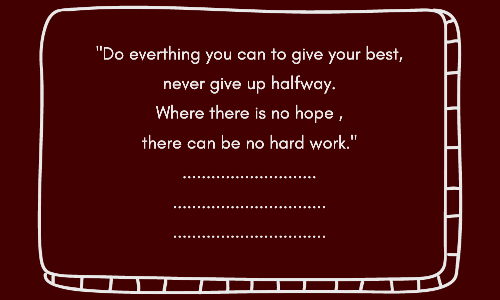 "Do everthing you can to give your best,
never give up halfway.
Where there is no hope ,
there can be no hard work."
............................
................................
................................